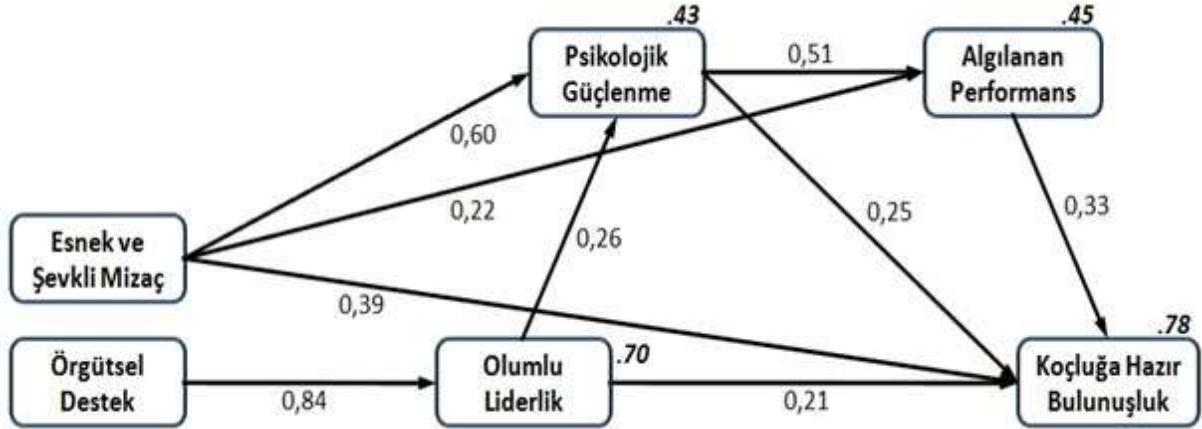 .43
.45
Psikolojik
Güçlenme
0,51
Algılanan
Performans
0,60
0,22
0,26
0,25
0,33
Esnek ve
Şevkli Mizaç
0,39
.70
.78
Örgütsel
Destek
0,84
Olumlu
Liderlik
0,21
Koçluğa Hazır
Bulunuşluk